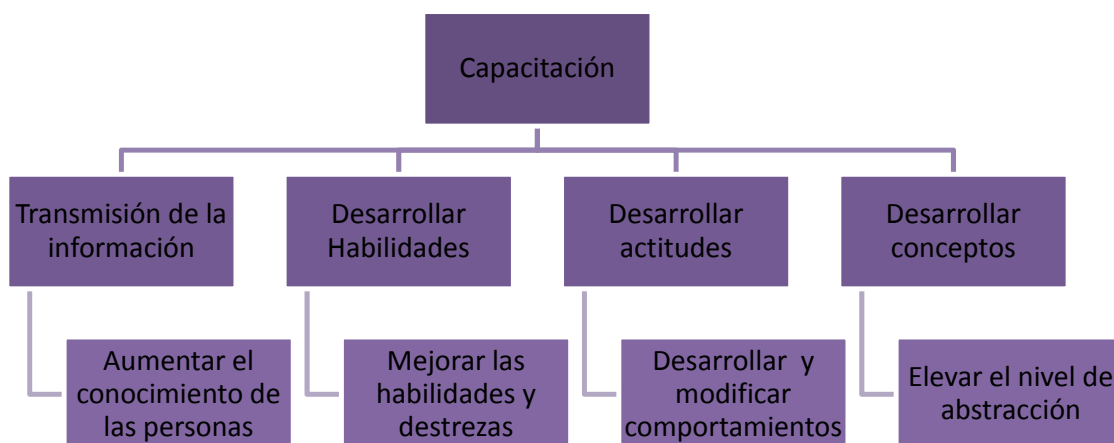 Capacitación
Transmisión de la
información
Desarrollar
Habilidades
Desarrollar
actitudes
Desarrollar
conceptos
Aumentar el
conocimiento de
las personas
Mejorar las
habilidades y
destrezas
Desarrollar y
modificar
comportamientos
Elevar el nivel de
abstracción